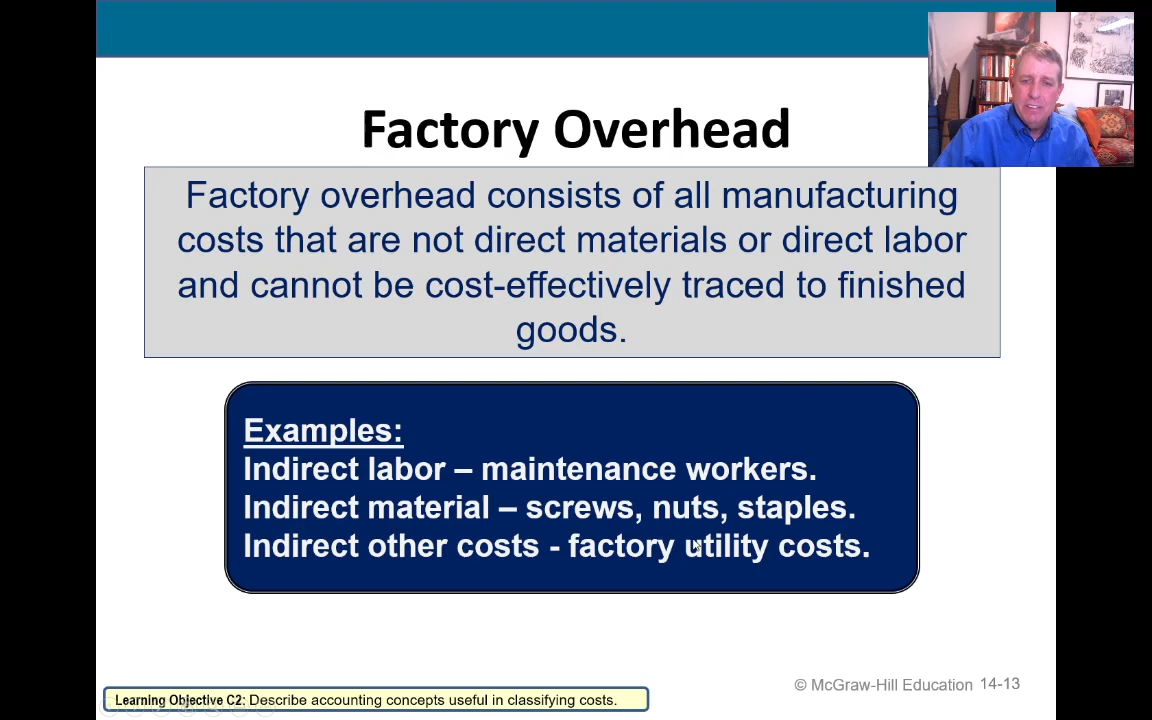 Factory Overhead
Factory overhead consists of all manufacturing
costs that are not direct materials or direct labor
and cannot be cost-effectively traced to finished
goods.
Examples:
Indirect labor – maintenance workers.
Indirect material – screws, nuts, staples.
Indirect other costs - factory utility costs.
Learning Objective C2: Describe accounting concepts useful in classifying costs.
© McGraw-Hill Education 14-13